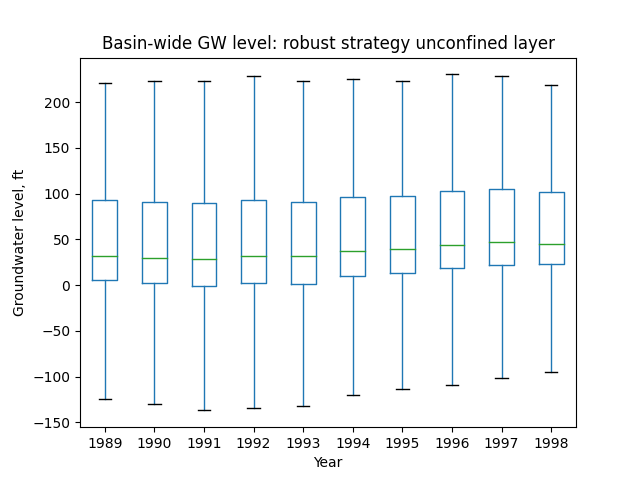 Basin-wide GW level: robust strategy unconfined layer
Groundwater level, ft
200
150
100
50
0
−50
−100
−150
1989 1990 1991 1992 1993 1994 1995 1996 1997 1998
Year